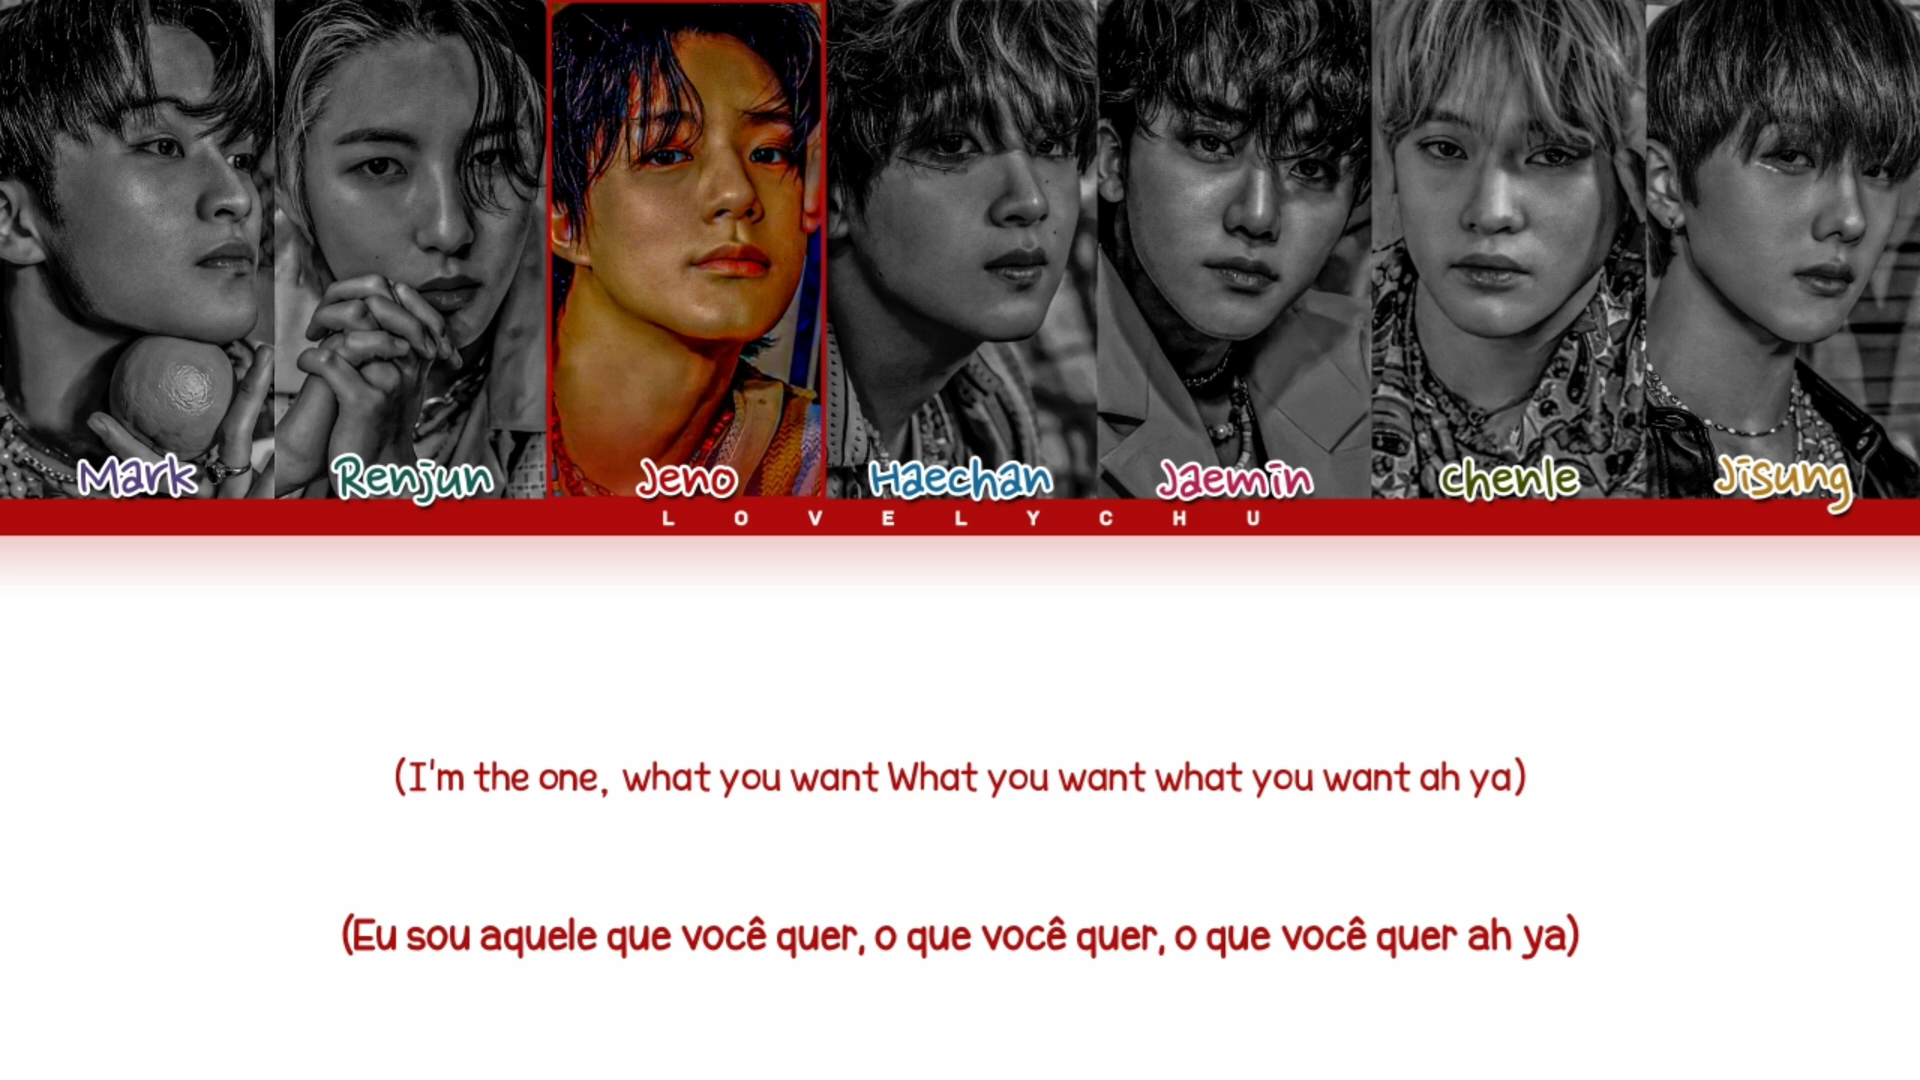 Mark Renjun Jeno Haechan Jaemin chenle Jisung
LOVELYCHU
(I'm the one, what you want What you want what you want ah ya)
(Eu sou aquele que você quer, o que você quer, o que você quer ah ya)